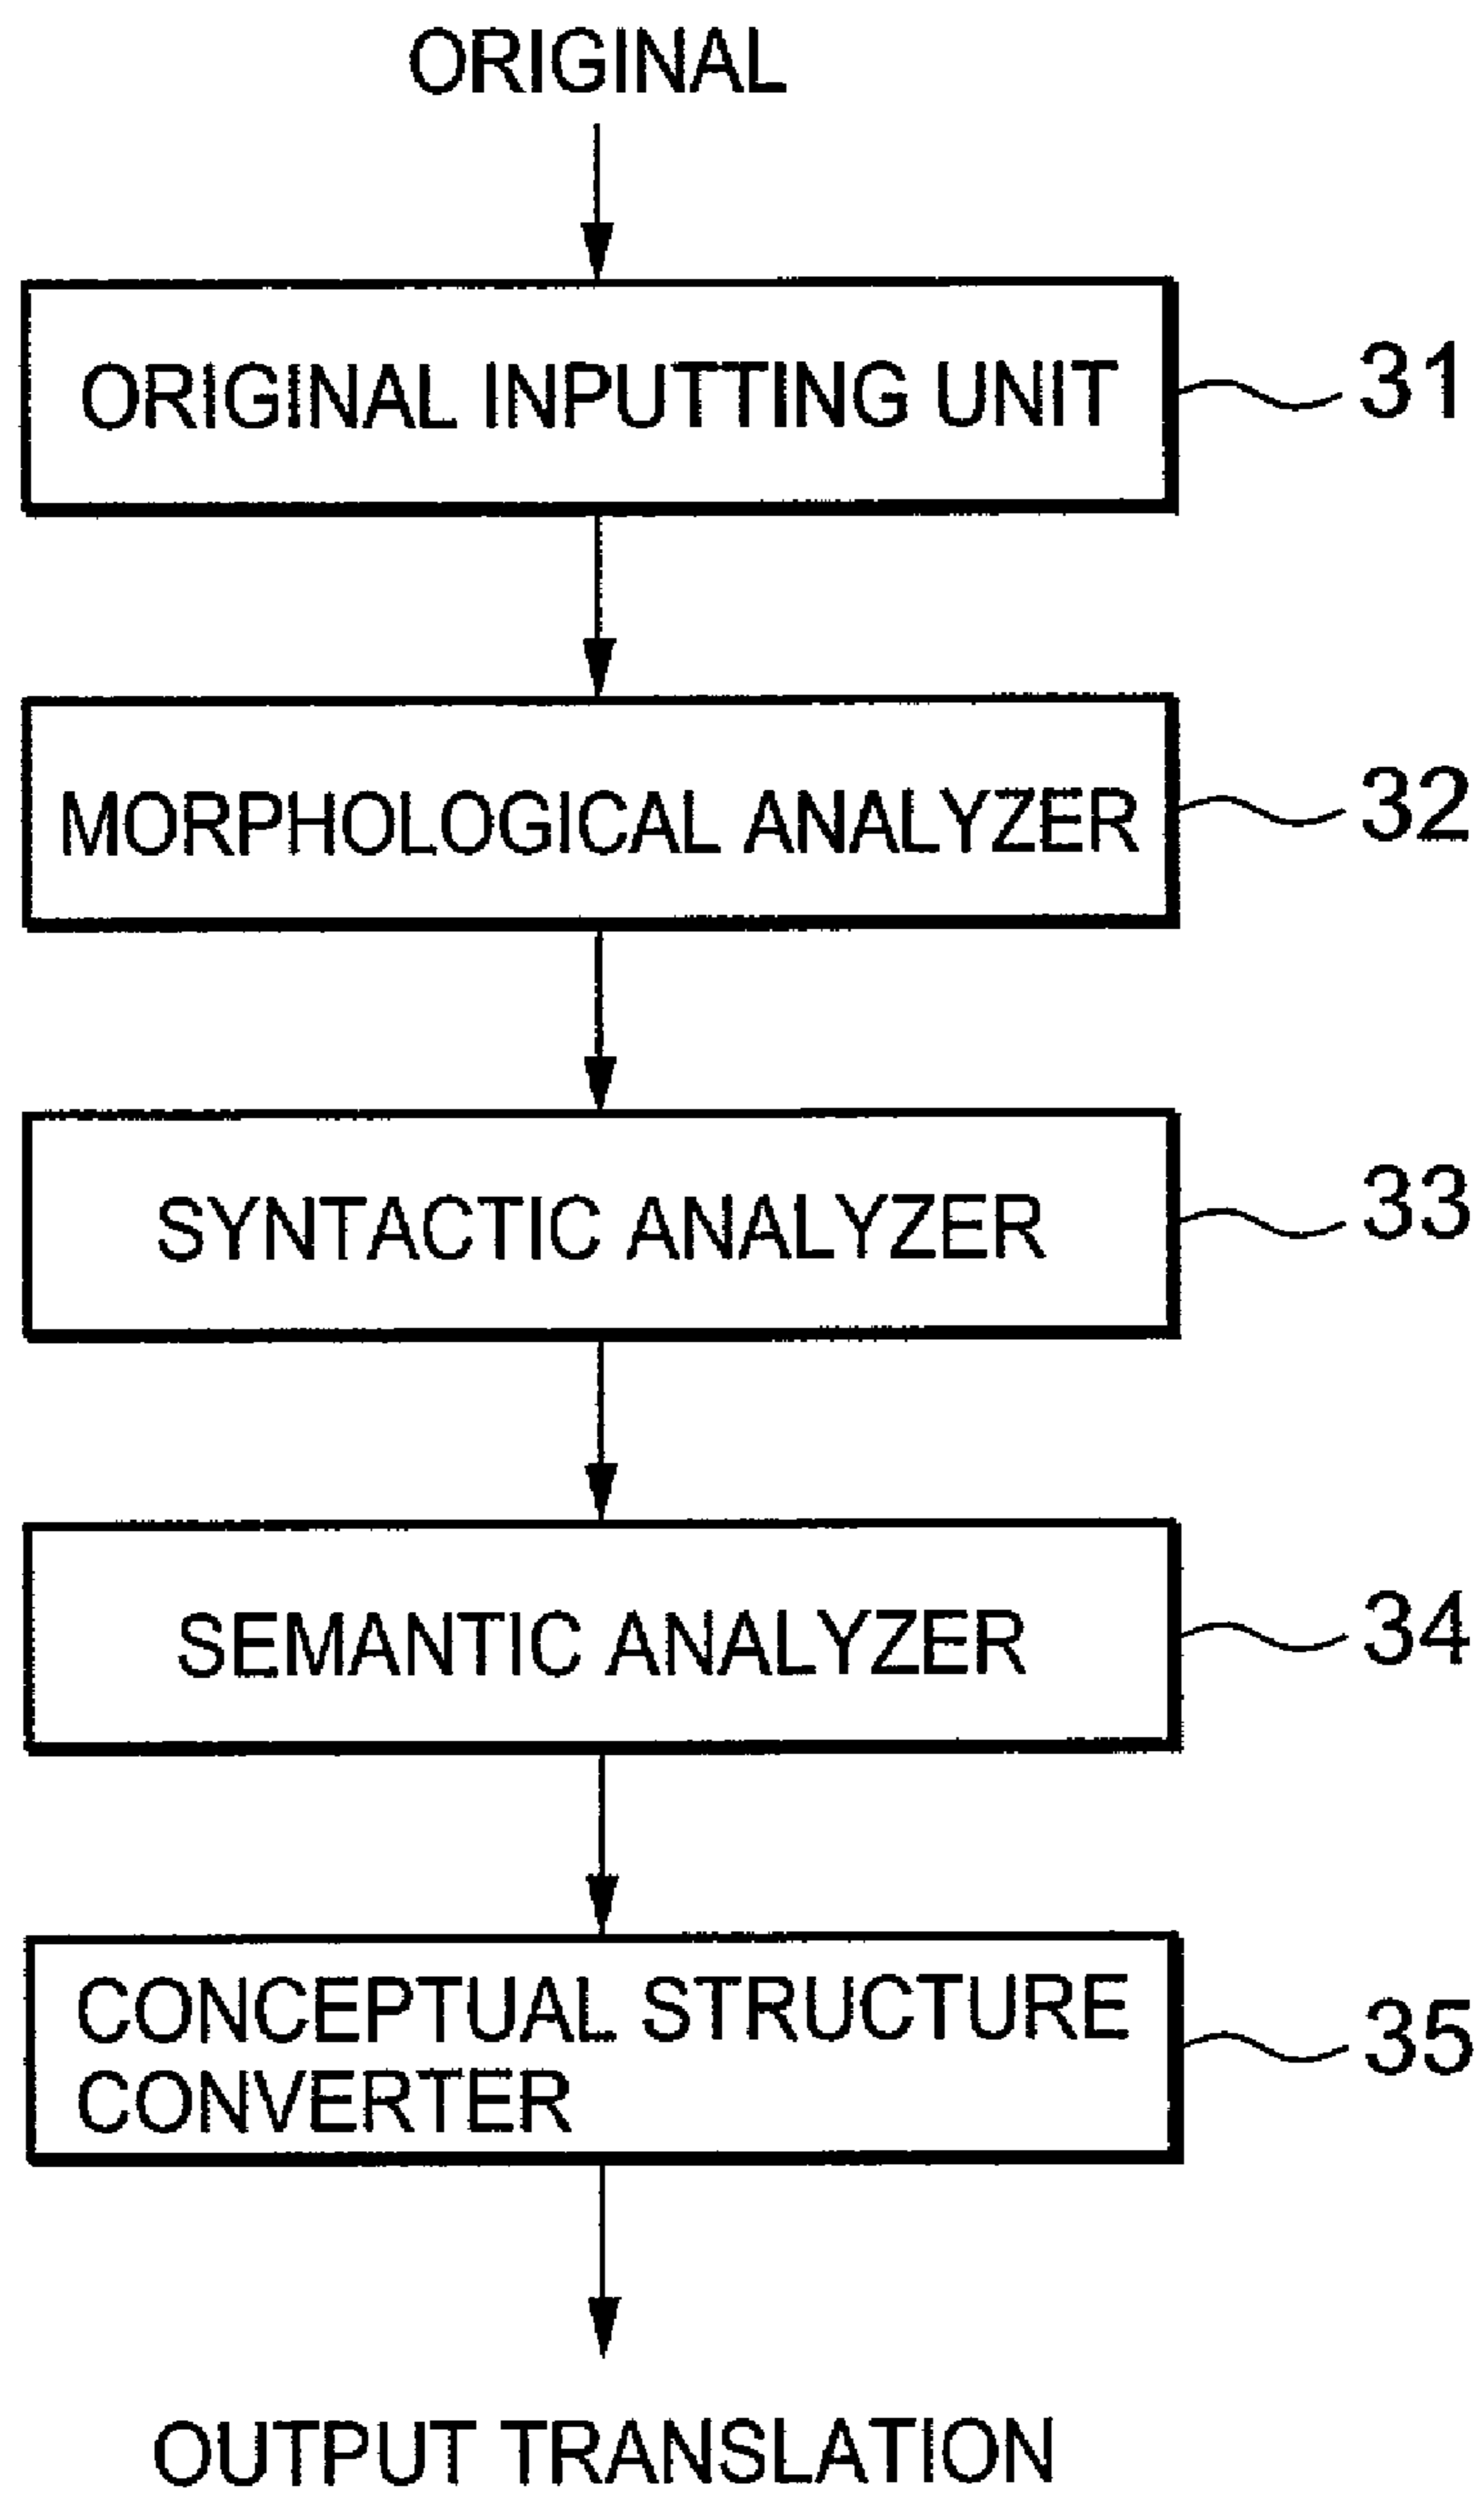 ORIGINAL
ORIGINAL INPUTTING UNIT 31
MORPHOLOGICAL ANALYZER 32
SYNTACTIC ANALYZER 33
SEMANTIC ANALYZER 34
CONCEPTUAL STRUCTURE
CONVERTER 35
OUTPUT TRANSLATION